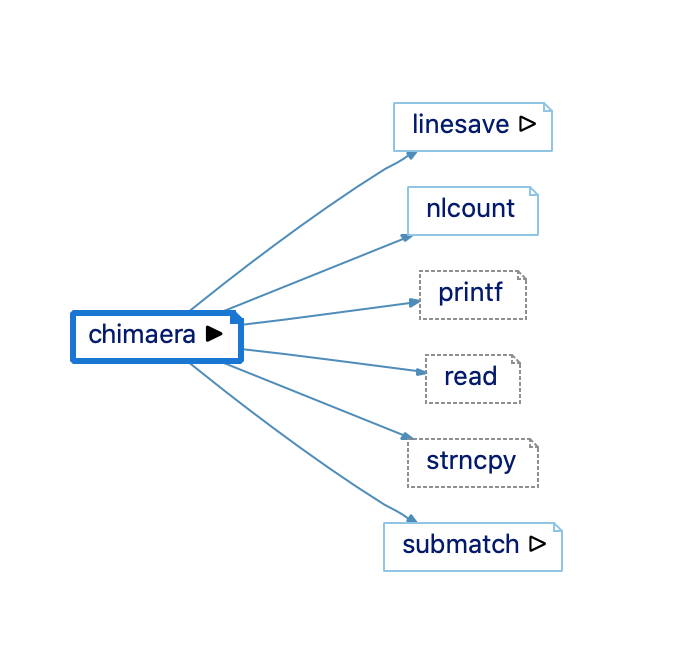 linesave
nlcount
printf
chimaera
read
strncpy
submatch